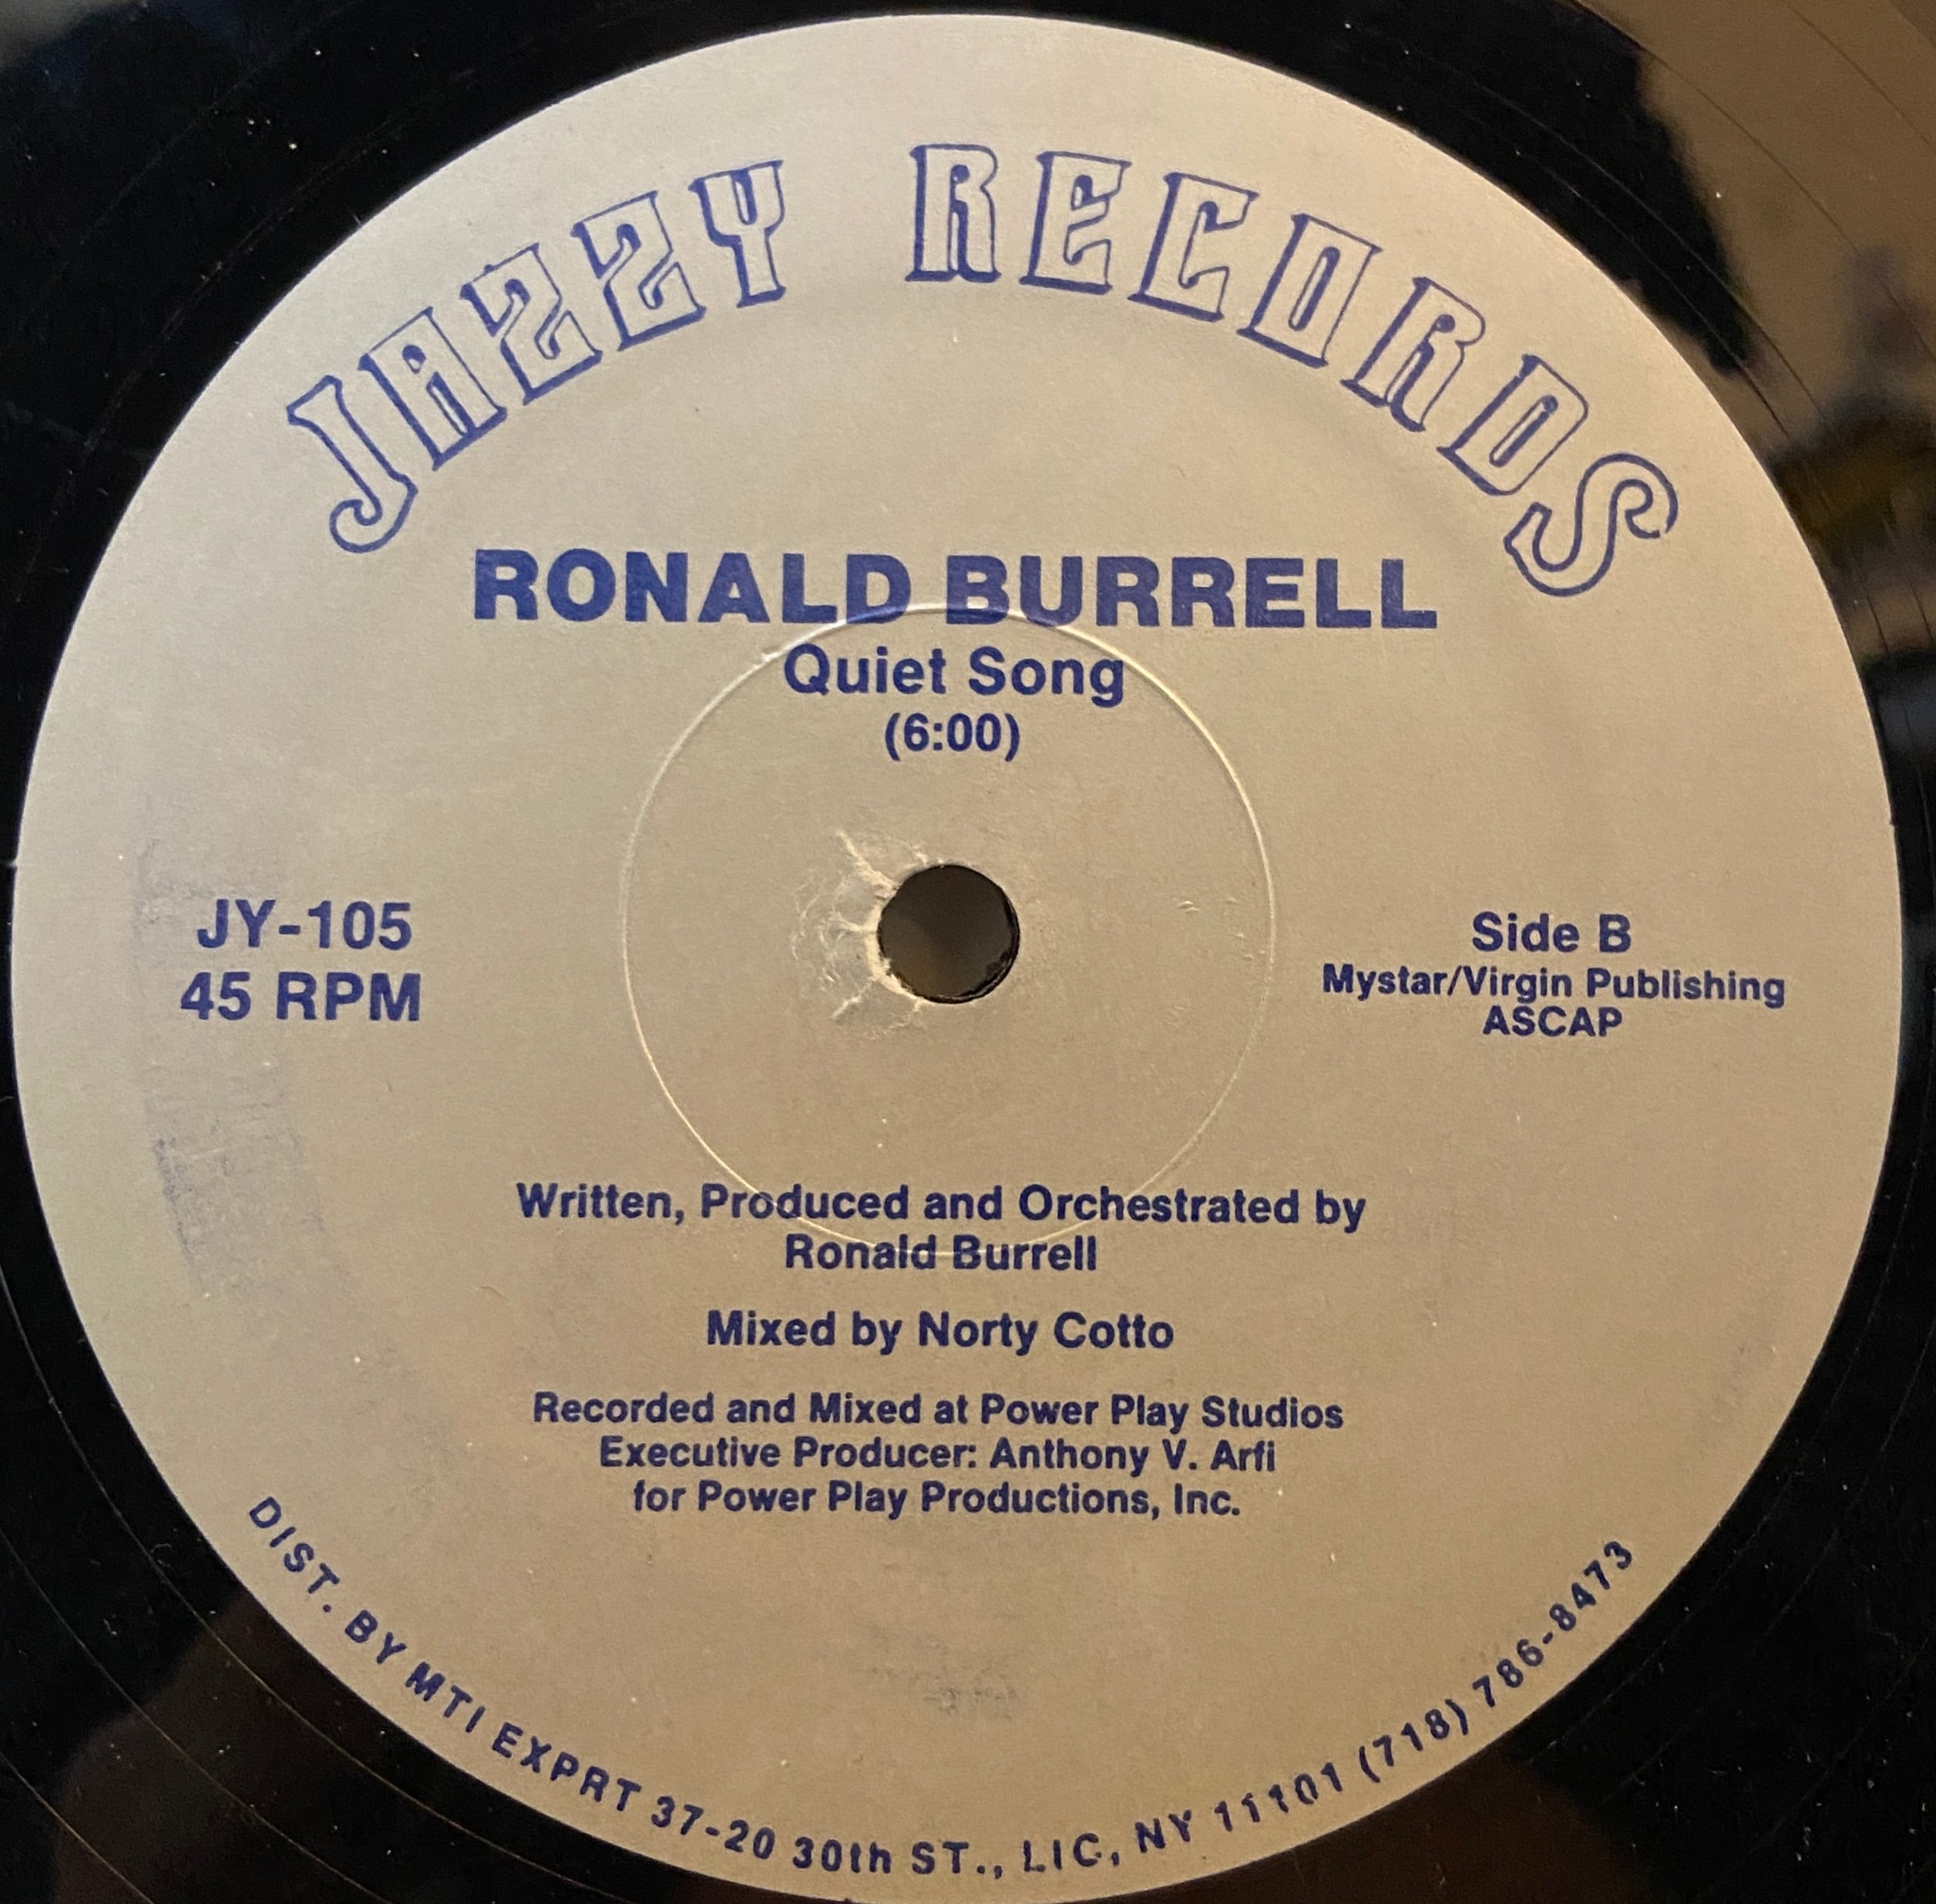 JAZZY RECORDS
RONALD BURRELL
Quiet Song
(6:00)
JY-105
45 RPM
Side B
Mystar/Virgin Publishing
ASCAP
Written, Produced and Orchestrated by
Ronald Burrell
Mixed by Norty Cotto
Recorded and Mixed at Power Play Studios
Executive Producer: Anthony V. Arfi
for Power Play Productions, Inc.
DIST. BY MTI EXPRT 37-20 30th ST., LIC, NY 11101 (718) 786-8473